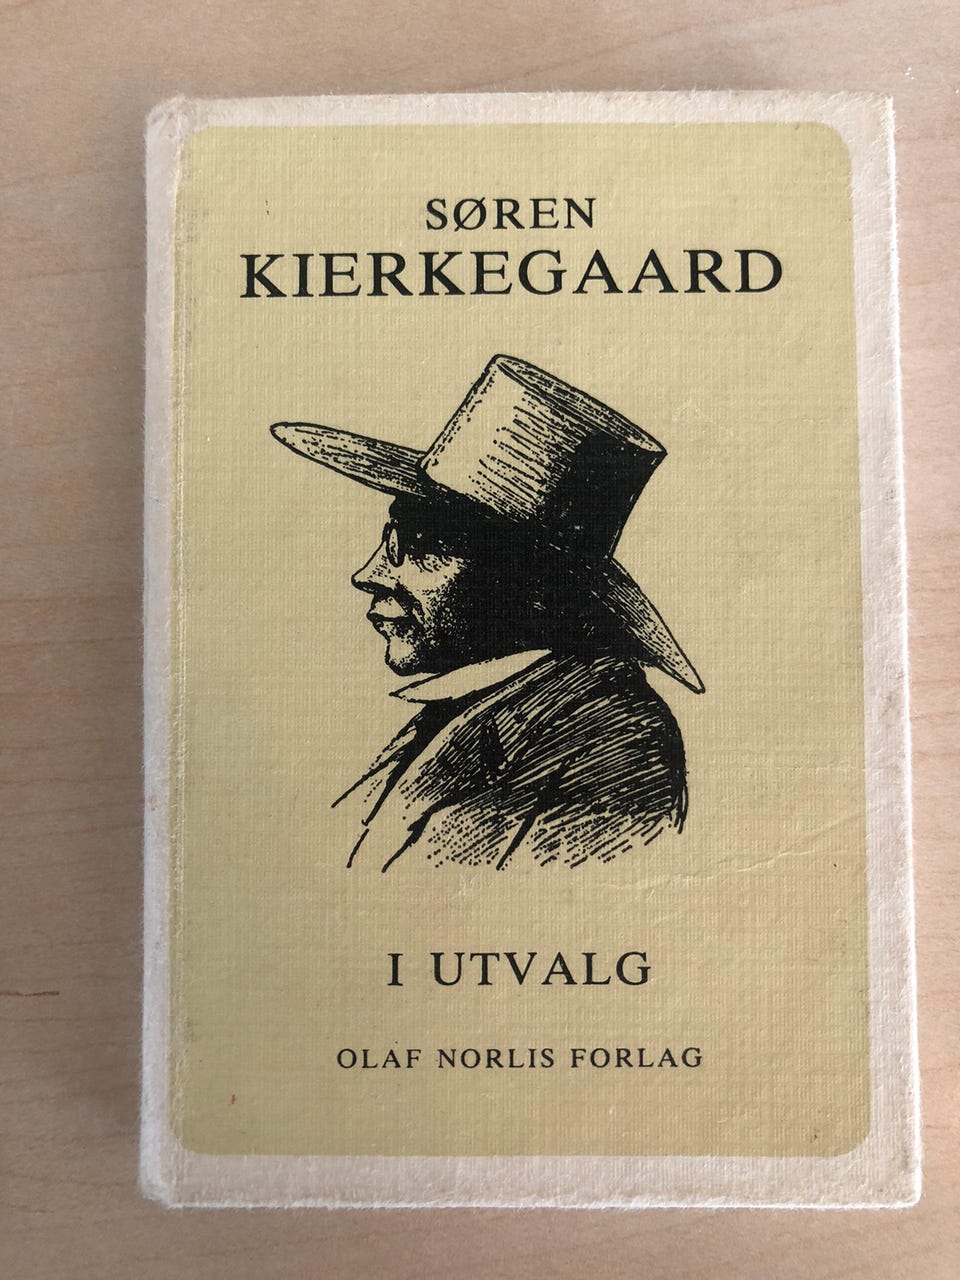 SØREN
KIERKEGAARD
I UTVALG
OLAF NORLIS FORLAG